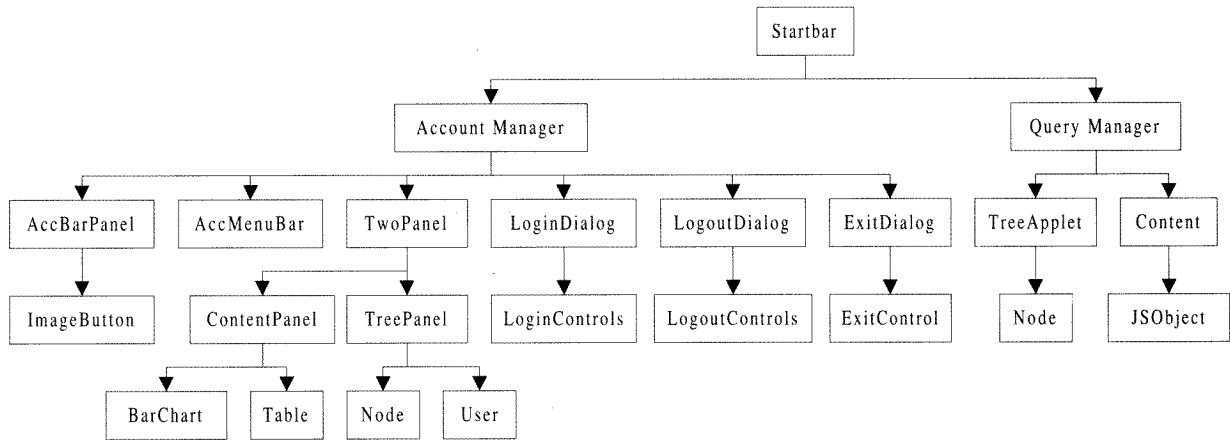 Startbar
Account Manager
Query Manager
AccBarPanel
AccMenuBar
TwoPanel
LoginDialog
LogoutDialog
ExitDialog
TreeApplet
Content
ImageButton
ContentPanel
TreePanel
LoginControls
LogoutControls
ExitControl
Node
JSObject
BarChart
Table
Node
User